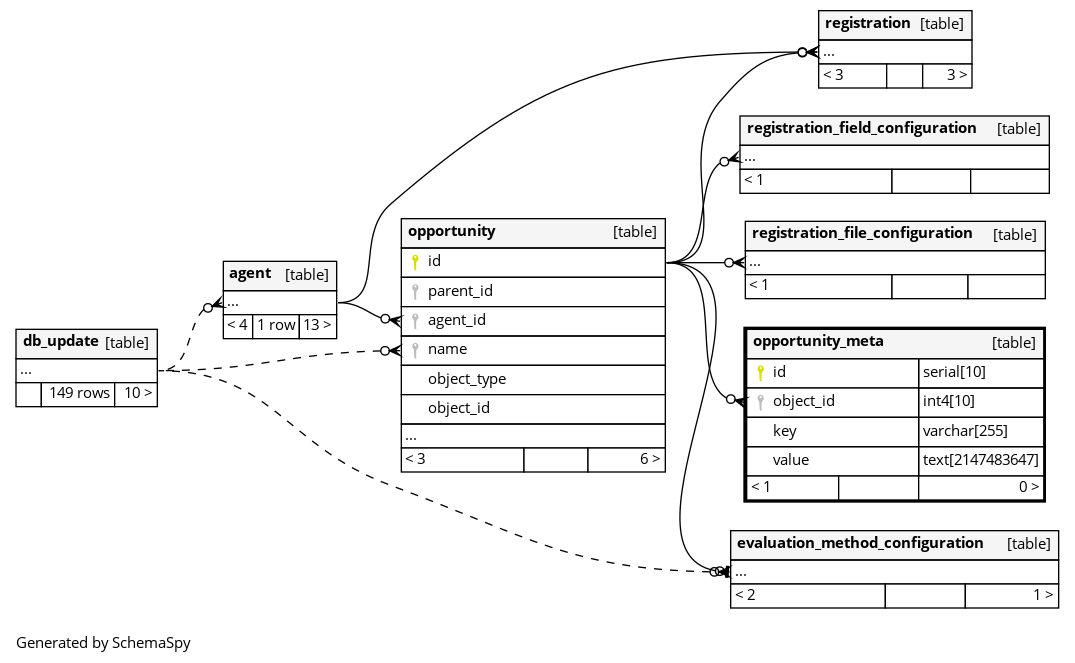 registration [table]
...
< 3 3 >
registration_field_configuration [table]
...
< 1
registration_file_configuration [table]
...
< 1
opportunity [table]
id
parent_id
agent_id
name
object_type
object_id
...
< 3 6 >
agent [table]
...
< 4 1 row 13 >
db_update [table]
...
149 rows 10 >
opportunity_meta [table]
id serial[10]
object_id int4[10]
key varchar[255]
value text[2147483647]
< 1 0 >
evaluation_method_configuration [table]
...
< 2 1 >
Generated by SchemaSpy